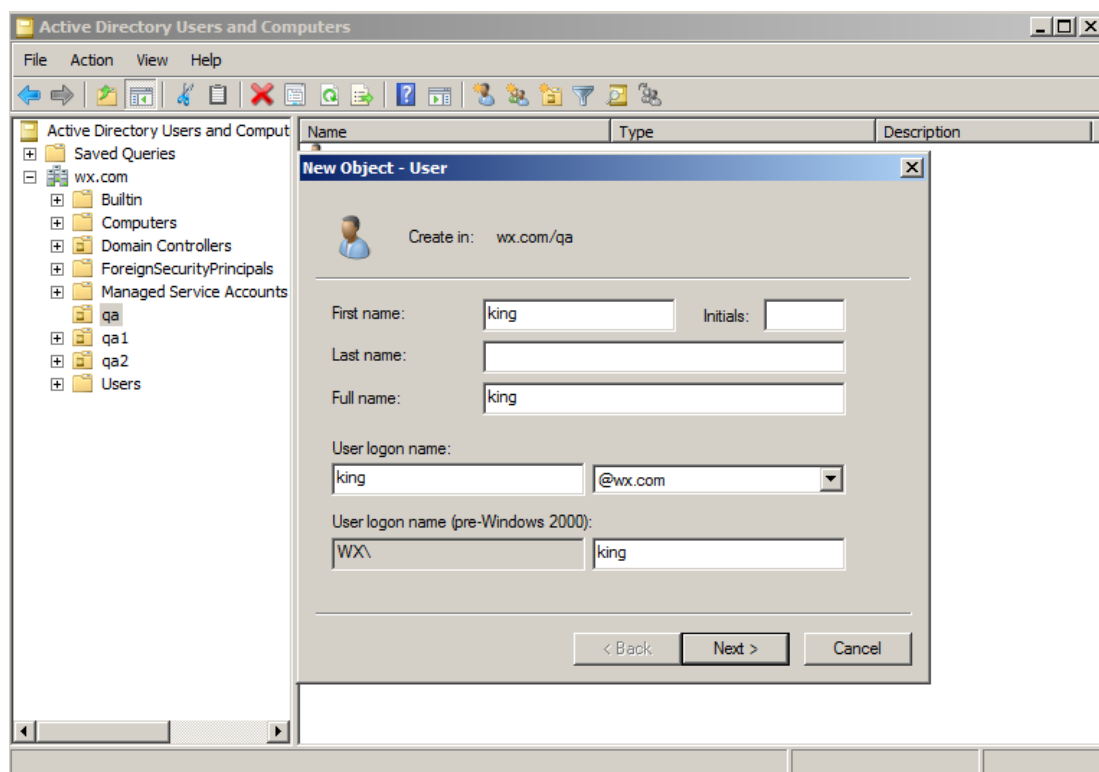 Active Directory Users and Computers
File Action View Help
Active Directory Users and Comput
Saved Queries
wx.com
Builtin
Computers
Domain Controllers
ForeignSecurityPrincipals
Managed Service Accounts
qa
qa1
qa2
Users
Name Type Description
New Object - User
Create in: wx.com/qa
First name: king Initials:
Last name:
Full name: king
User logon name:
king @wx.com
User logon name (pre-Windows 2000):
WX\ king
< Back Next > Cancel